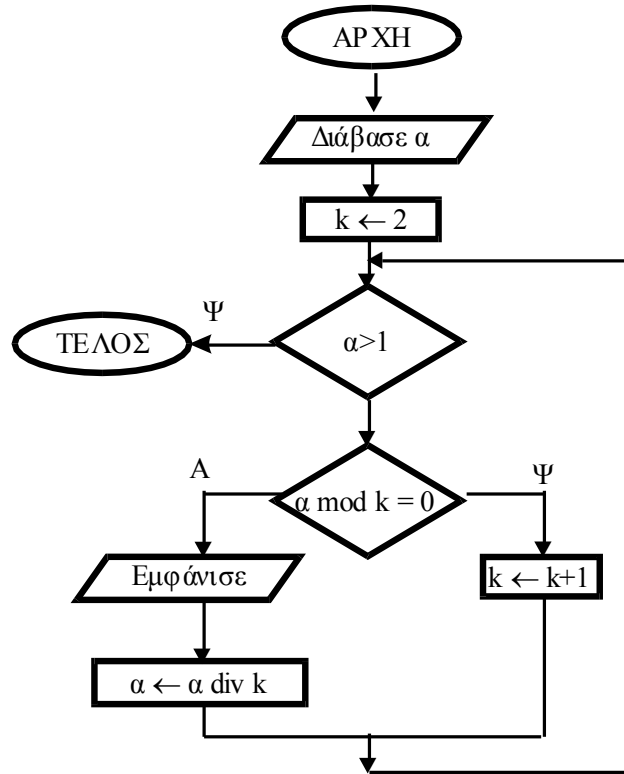 ΑΡΧΗ
Διάβασε α
k ← 2
Ψ
ΤΕΛΟΣ
α>1
Α
Ψ
α mod k = 0
Εμφάνισε
k ← k+1
α ← α div k